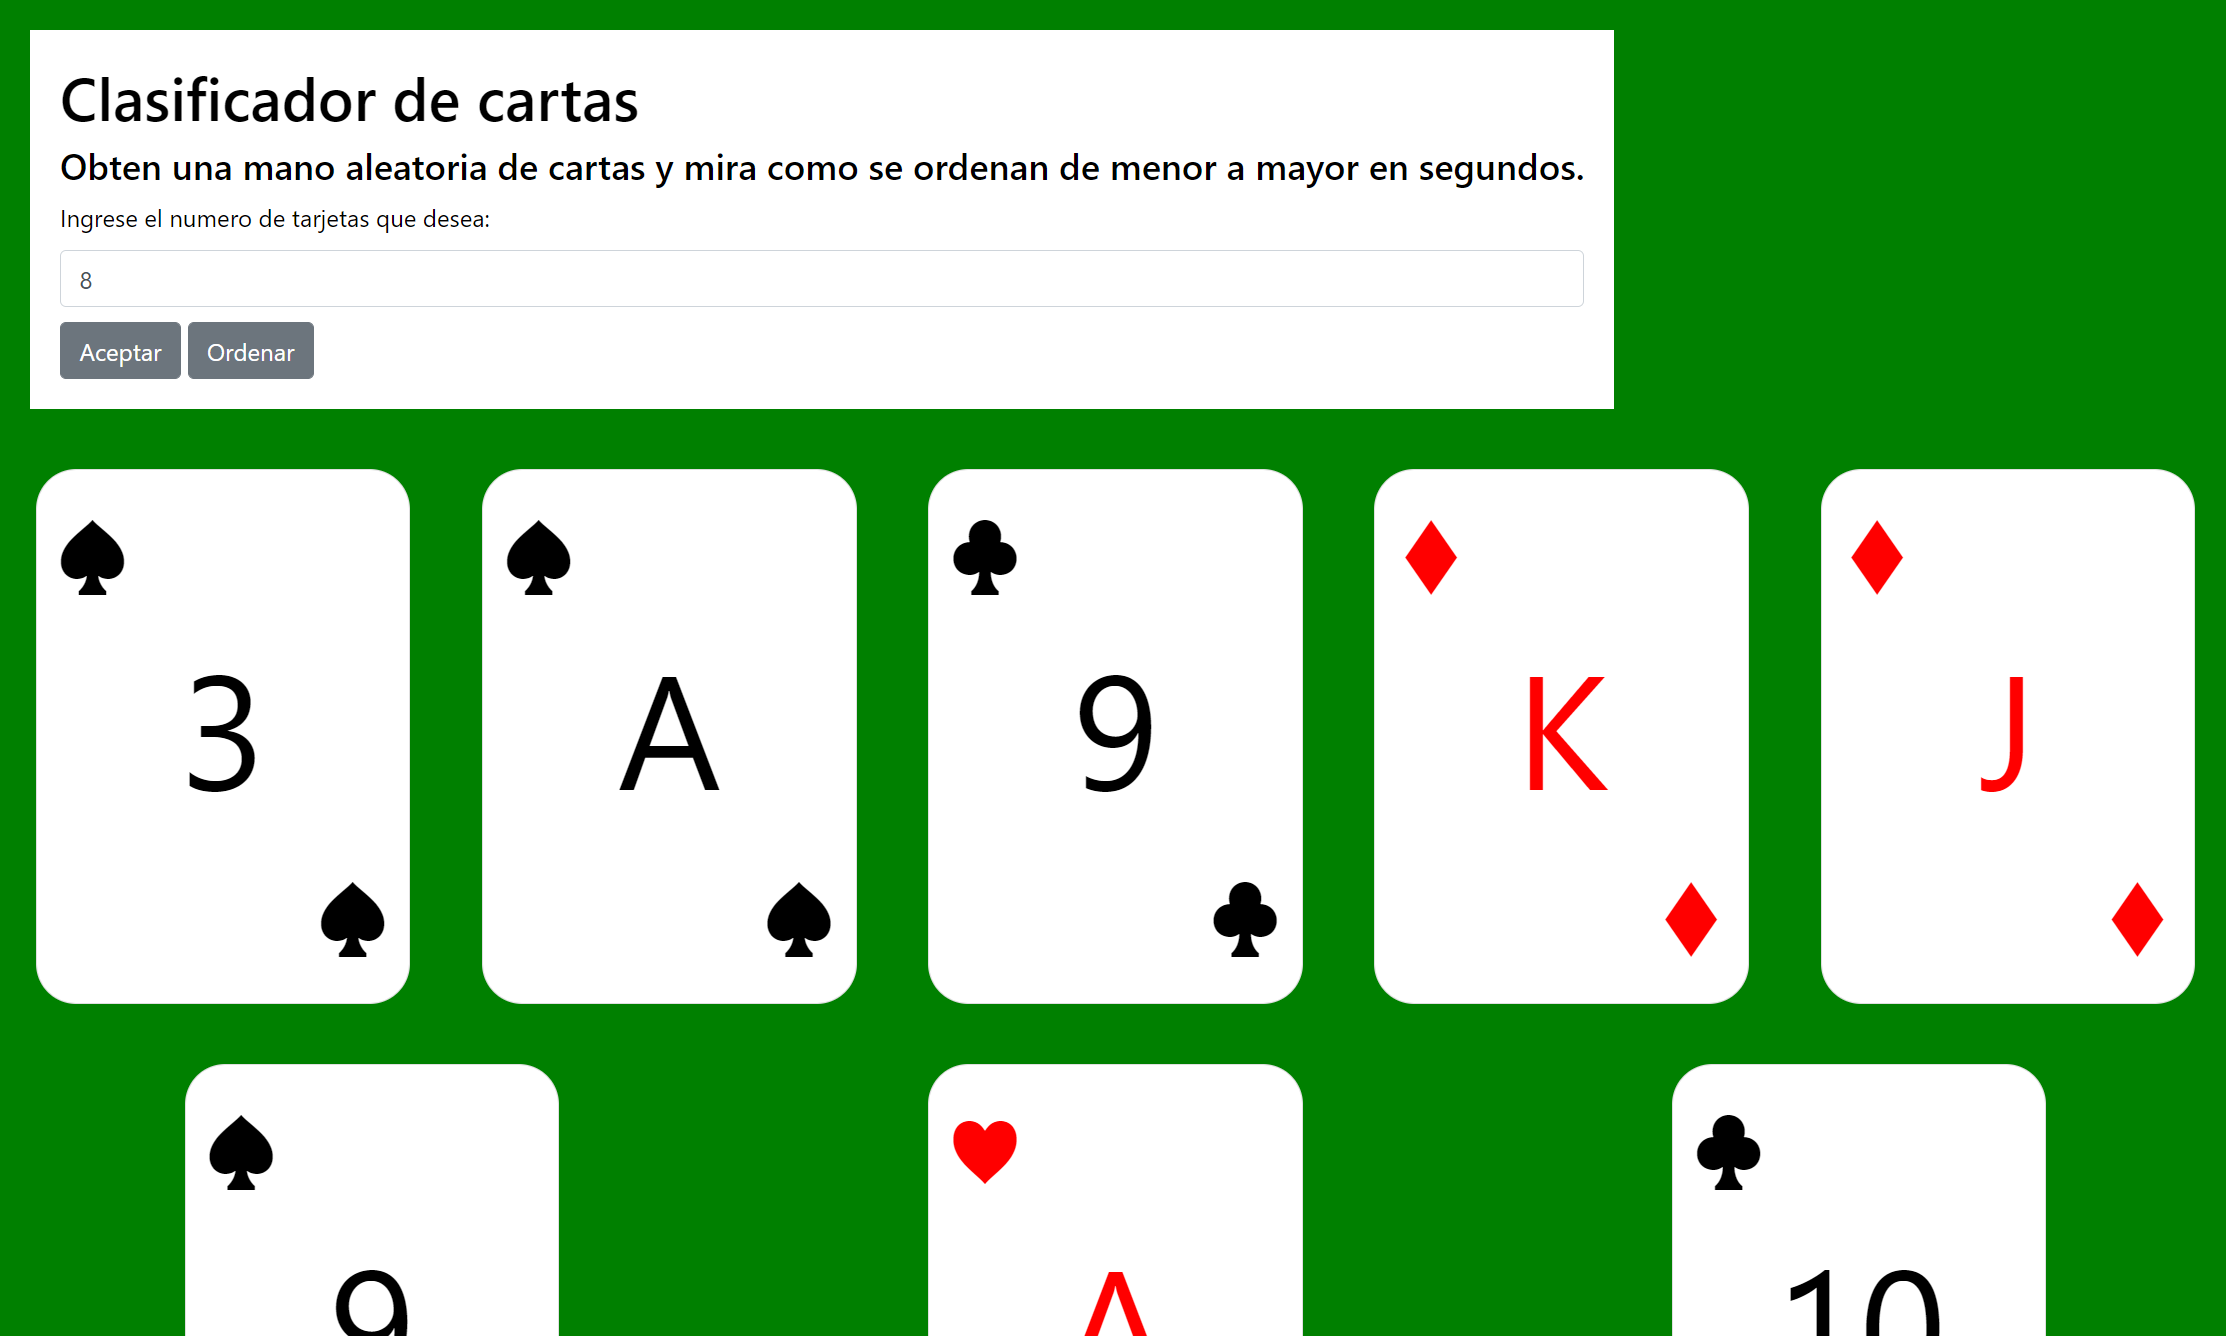 Clasificador de cartas
Obten una mano aleatoria de cartas y mira como se ordenan de menor a mayor en segundos.
Ingrese el numero de tarjetas que desea:
8
Aceptar Ordenar
3 A 9 K J
9 A 10